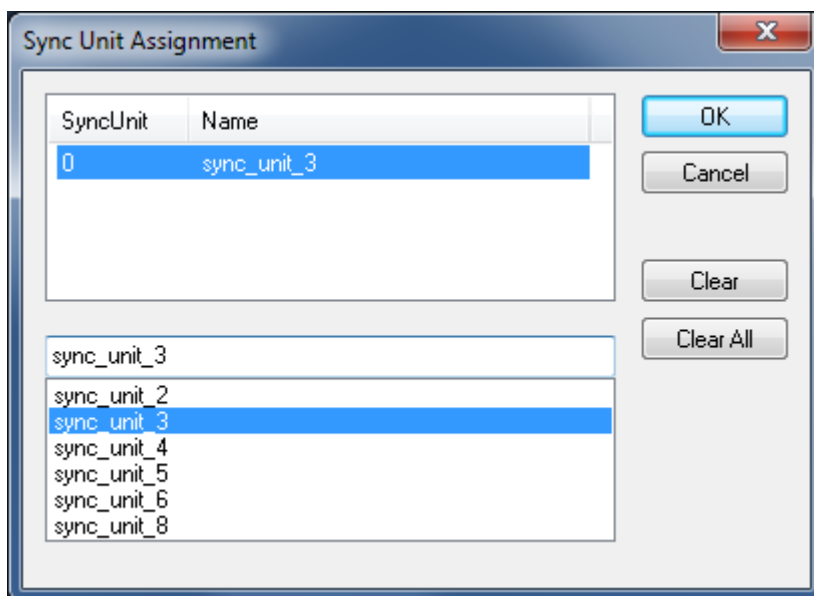 Sync Unit Assignment
SyncUnit Name
0 sync_unit_3
OK
Cancel
Clear
Clear All
sync_unit_3
sync_unit_2
sync_unit_3
sync_unit_4
sync_unit_5
sync_unit_6
sync_unit_8